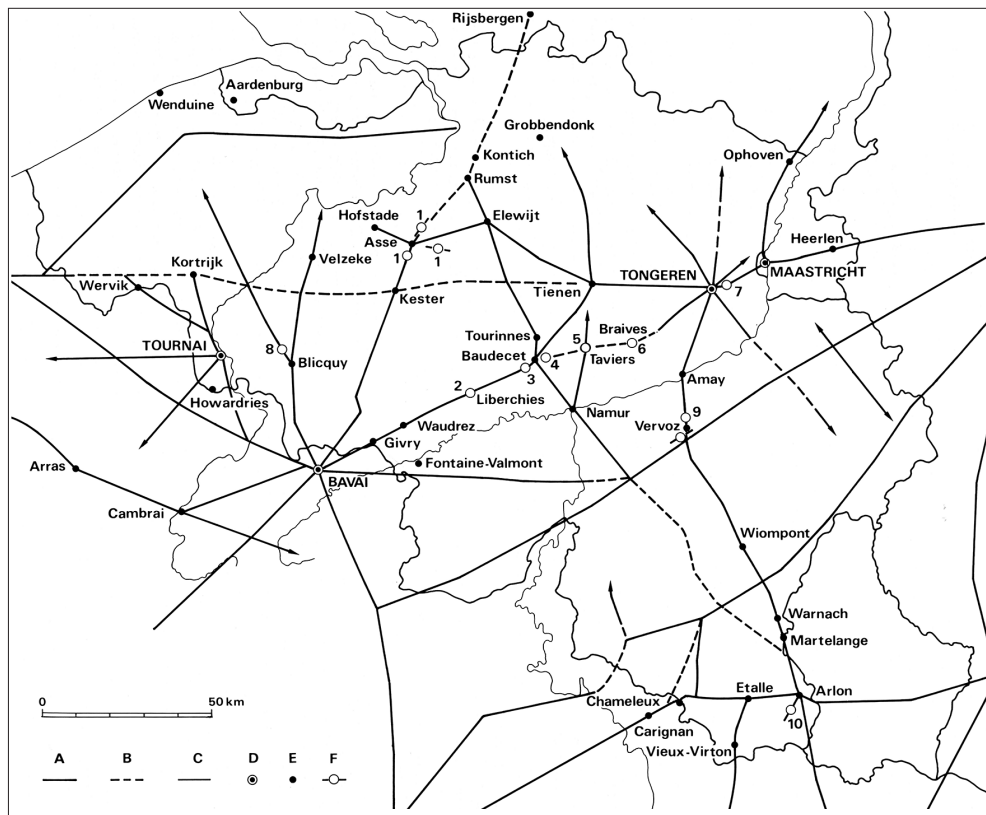 Rijsbergen
Aardenburg
Wenduine
Grobbendonk
Kontich
Ophoven
Rumst
Hofstade
1
Elewijt
Asse
Heerlen
1
1
Velzeke
MAASTRICHT
Kortrijk
TONGEREN
7
Wervik
Kester
Tienen
Tourinnes
Braives
TOURNAI
8
5
6
Baudecet
4
Taviers
Blicquy
3
Amay
2
Liberchies
Howardries
Namur
9
Waudrez
Vervoz
Givry
Arras
Fontaine-Valmont
BAVAI
Cambrai
Wiompont
Warnach
Martelange
0 50 km
Chameleux
Etalle
Arlon
Carignan
10
Vieux-Virton
A B C D E F